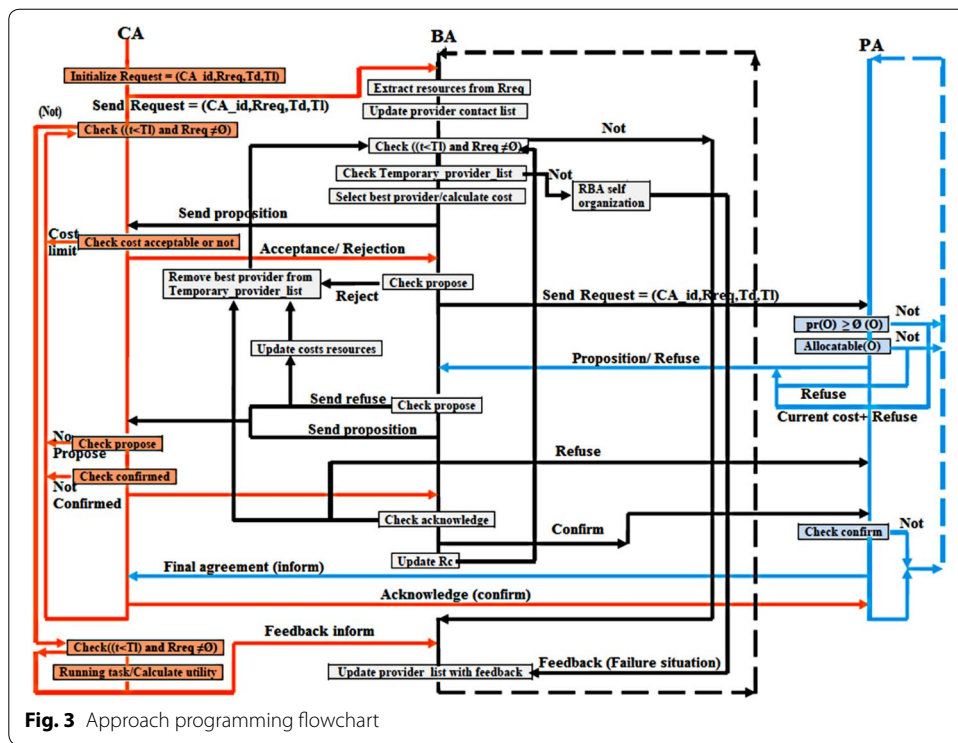 CA
BA
PA
Initialize Request = (CA_id,Rreq,Td,Tl)
Send Request = (CA_id,Rreq,Td,Tl)
(Not)
Extract resources from Rreq
Update provider contact list
Check ((t<Tl) and Rreq ≠Ø)
Check ((t<Tl) and Rreq ≠Ø)
Not
Check Temporary_provider_list
Not
RBA self
organization
Select best provider/calculate cost
Send proposition
Cost
limit
Check cost acceptable or not
Acceptance/ Rejection
Remove best provider from
Temporary_provider_list
Check propose
Reject
Send Request = (CA_id,Rreq,Td,Tl)
Not
pr(O) ≥ Ø (O)
Not
Allocatable(O)
Update costs resources
Proposition/ Refuse
Refuse
Send refuse
Check propose
Current cost+ Refuse
Send proposition
No
Propose
Check propose
Refuse
Check confirmed
Not
Confirmed
Check acknowledge
Confirm
Check confirm
Not
Update Rc
Final agreement (inform)
Acknowledge (confirm)
Feedback inform
Check((t<Tl) and Rreq ≠Ø)
Running task/Calculate utility
Update provider_list with feedback
Feedback (Failure situation)
Fig. 3 Approach programming flowchart